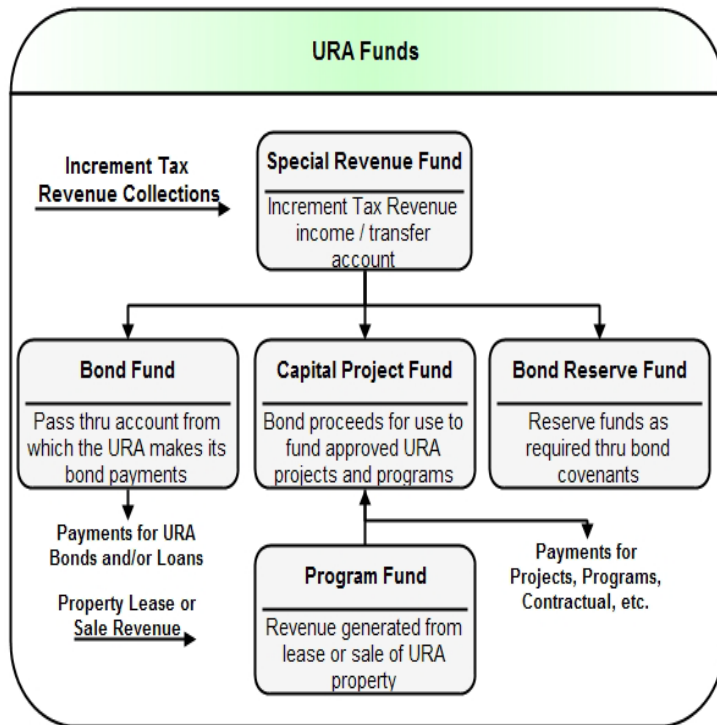 URA Funds
Increment Tax
Revenue Collections
Special Revenue Fund
Increment Tax Revenue
income / transfer
account
Bond Fund
Pass thru account from
which the URA makes its
bond payments
Capital Project Fund
Bond proceeds for use to
fund approved URA
projects and programs
Bond Reserve Fund
Reserve funds as
required thru bond
covenants
Payments for URA
Bonds and/or Loans
Property Lease or
Sale Revenue
Program Fund
Revenue generated from
lease or sale of URA
property
Payments for
Projects, Programs,
Contractual, etc.